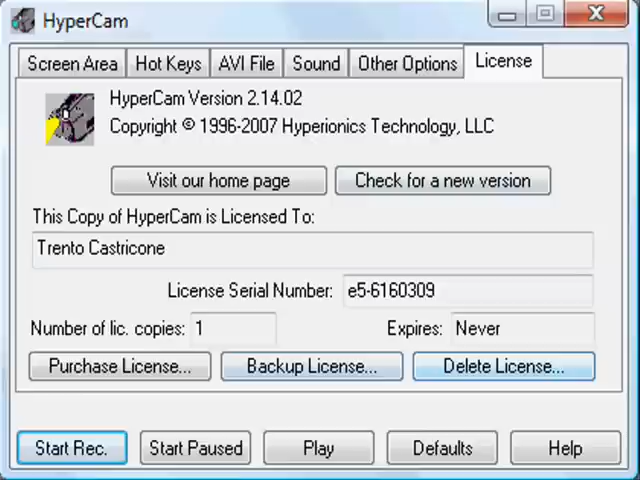 HyperCam
Screen Area Hot Keys AVI File Sound Other Options License
HyperCam Version 2.14.02
Copyright © 1996-2007 Hyperionics Technology, LLC
Visit our home page Check for a new version
This Copy of HyperCam is Licensed To:
Trento Castricone
License Serial Number: e5-6160309
Number of lic. copies: 1 Expires: Never
Purchase License... Backup License... Delete License...
Start Rec. Start Paused Play Defaults Help